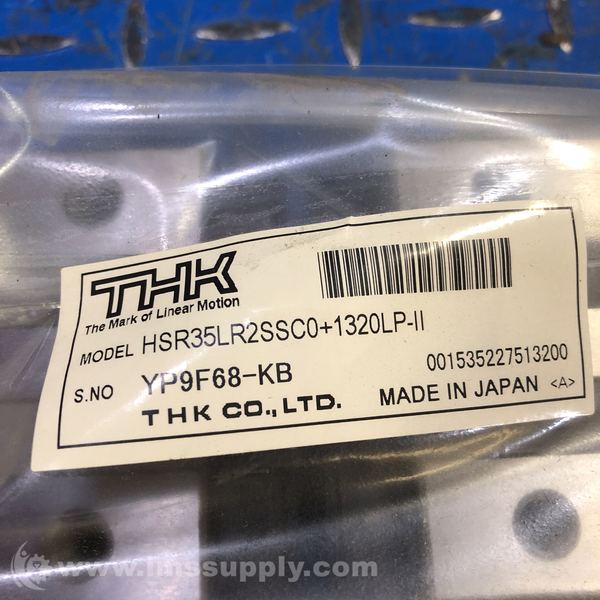 THK
The Mark of Linear Motion
MODEL HSR35LR2SSC0+1320LP-II
S.NO YP9F68-KB
001535227513200
THK CO.,LTD.
MADE IN JAPAN <A>
© www.imssupply.com